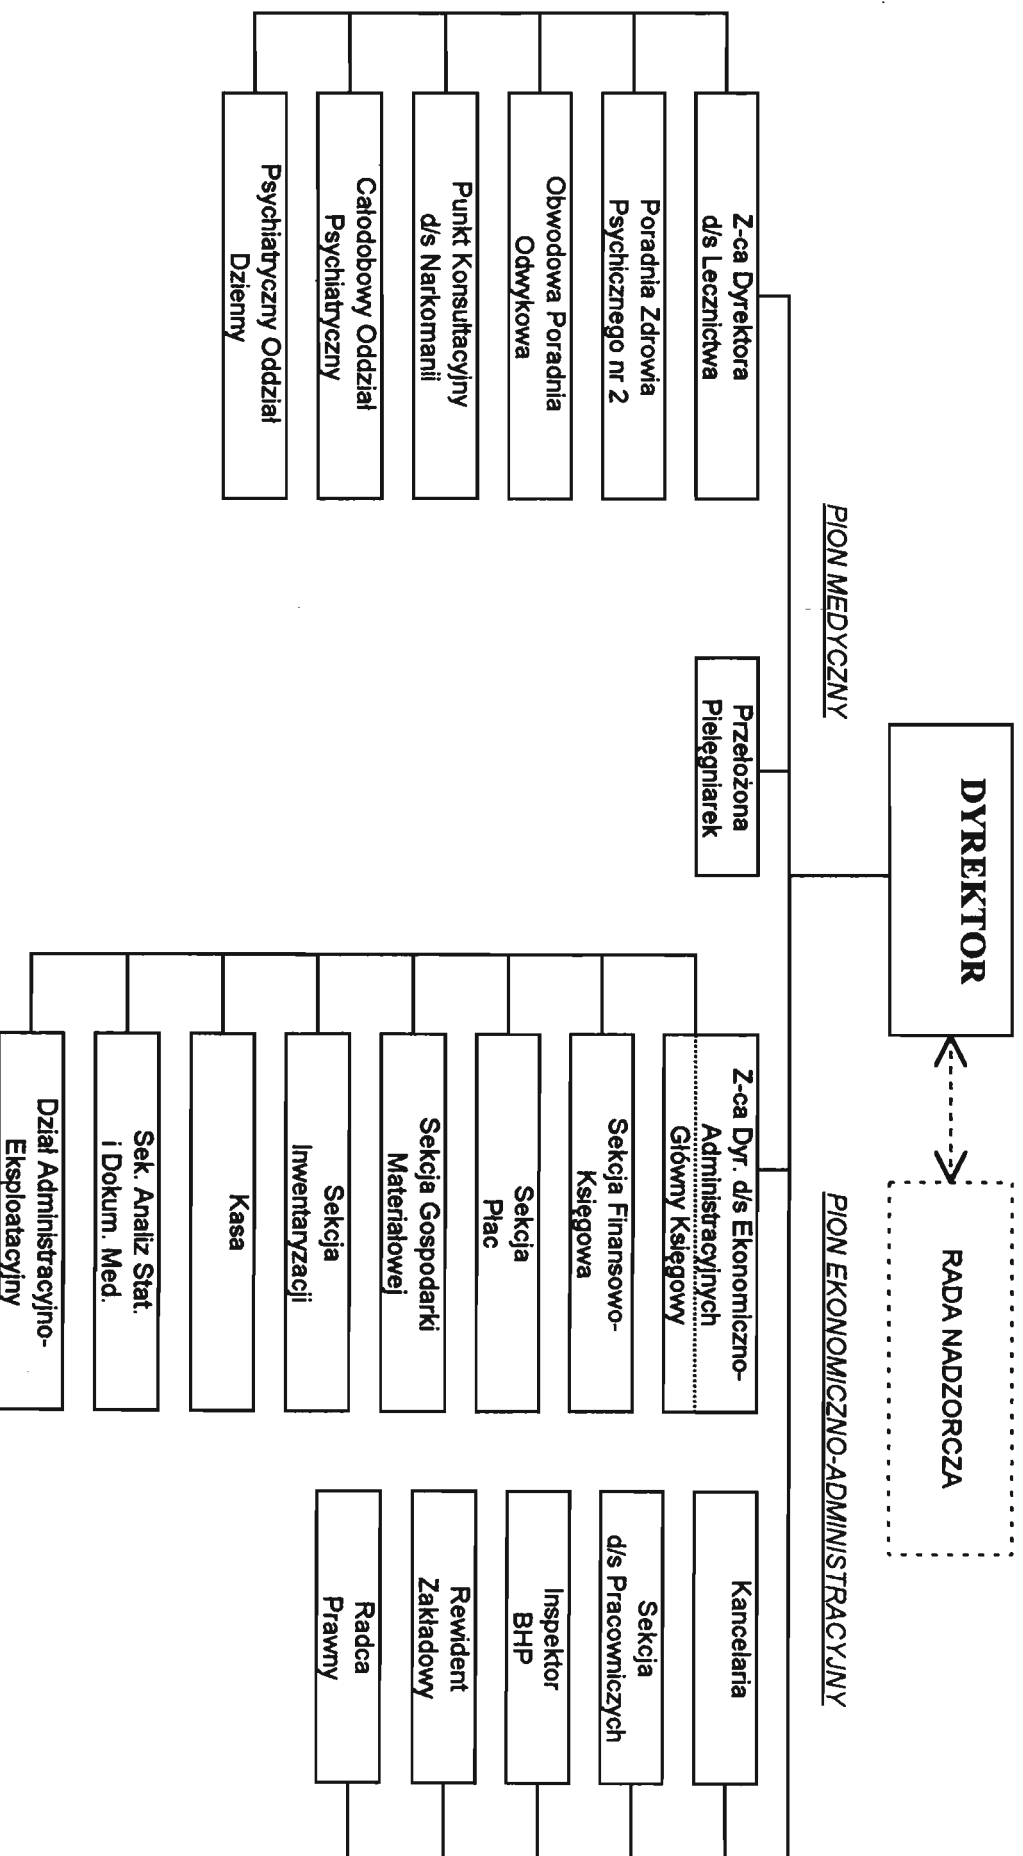 DYREKTOR
RADA NADZORCZA
PION MEDYCZNY
PION EKONOMICZNO-ADMINISTRACYJNY
Z-ca Dyrektora
d/s Lecznictwa
Poradnia Zdrowia
Psychicznego nr 2
Obwodowa Poradnia
Odwykowa
Punkt Konsultacyjny
d/s Narkomanii
Całodobowy Oddział
Psychiatryczny
Psychiatryczny Oddział
Dzienny
Przełożona
Pielęgniarek
Z-ca Dyr. d/s Ekonomiczno-
Administracyjnych
Główny Księgowy
Sekcja Finansowo-
Księgowa
Sekcja
Płac
Sekcja Gospodarki
Materiałowej
Sekcja
Inwentaryzacji
Kasa
Sek. Analiz Stat.
i Dokum. Med.
Dział Administracyjno-
Eksploatacyjny
Kancelaria
Sekcja
d/s Pracowniczych
Inspektor
BHP
Rewident
Zakładowy
Radca
Prawny